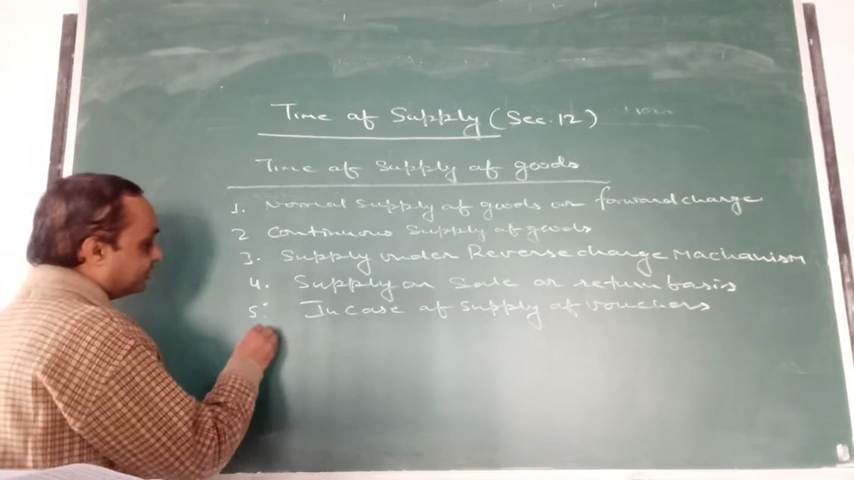 Time of Supply (Sec. 12)
Time of Supply of goods
1. Normal Supply of goods or forward charge
2 Continuous Supply of goods
3. Supply under Reverse charge Machanism
4. Supply on Sale or return basis
5. In case of Supply of Vouchers